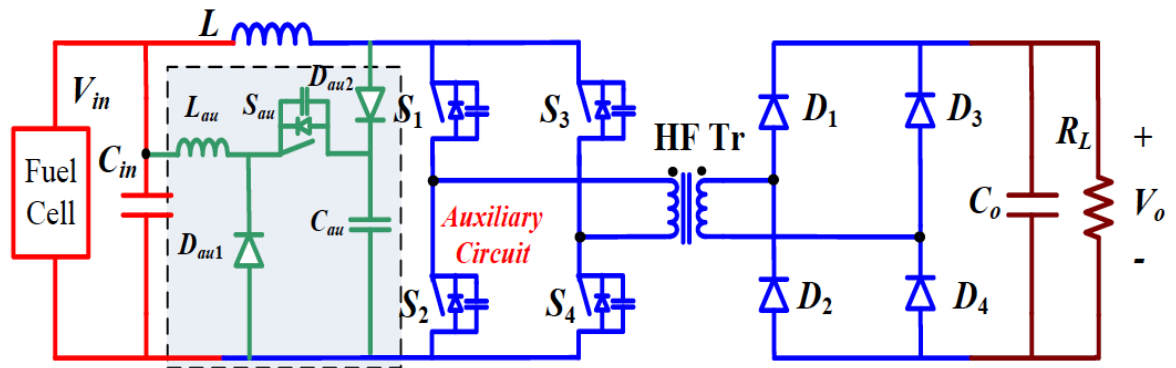 L
V_in
D_au2
L_au
S_au
S_1
S_3
D_1
D_3
HF Tr
R_L
+
Fuel
Cell
C_in
C_au
Auxiliary
Circuit
C_o
V_o
D_au1
S_2
S_4
D_2
D_4
-